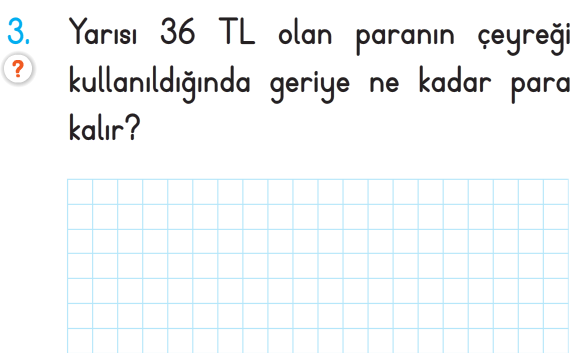 3. Yarısı 36 TL olan paranın çeyreği
? kullanıldığında geriye ne kadar para
kalır?